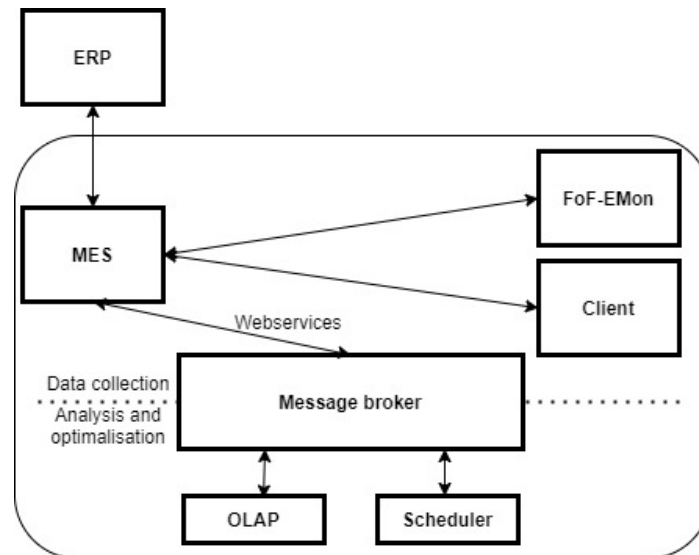 ERP
FoF-EMon
MES
Client
Webservices
Data collection
Message broker
Analysis and
optimalisation
OLAP
Scheduler